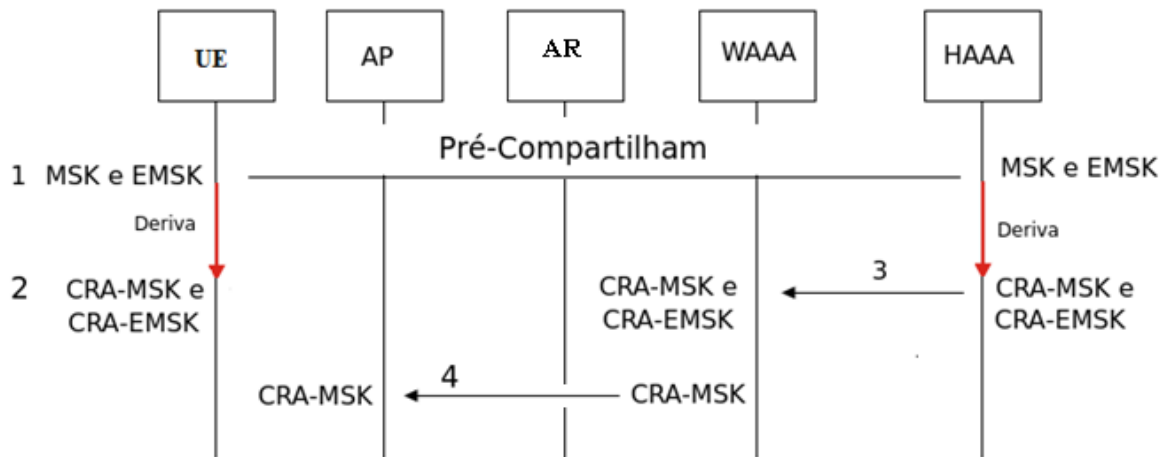 UE
AP
AR
WAAA
HAAA
Pré-Compartilham
1 MSK e EMSK
MSK e EMSK
Deriva
Deriva
2 CRA-MSK e
CRA-EMSK
CRA-MSK e
CRA-EMSK
3
CRA-MSK e
CRA-EMSK
CRA-MSK
4
CRA-MSK